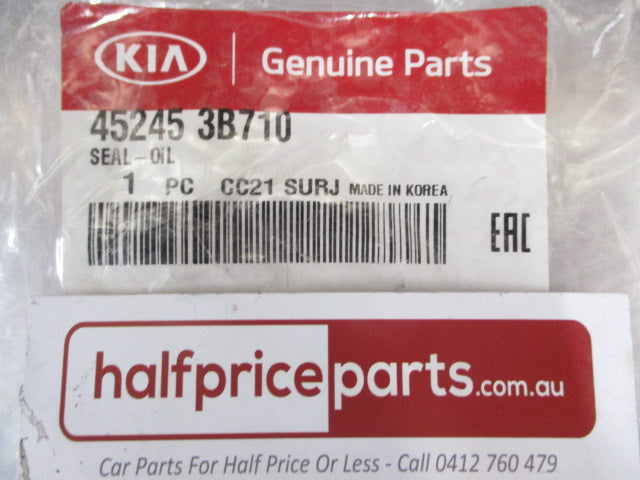 KIA Genuine Parts
45245 3B710
SEAL-OIL
1 PC CC21 SURJ MADE IN KOREA
EAC
halfpriceparts.com.au
Car Parts For Half Price Or Less - Call 0412 760 479